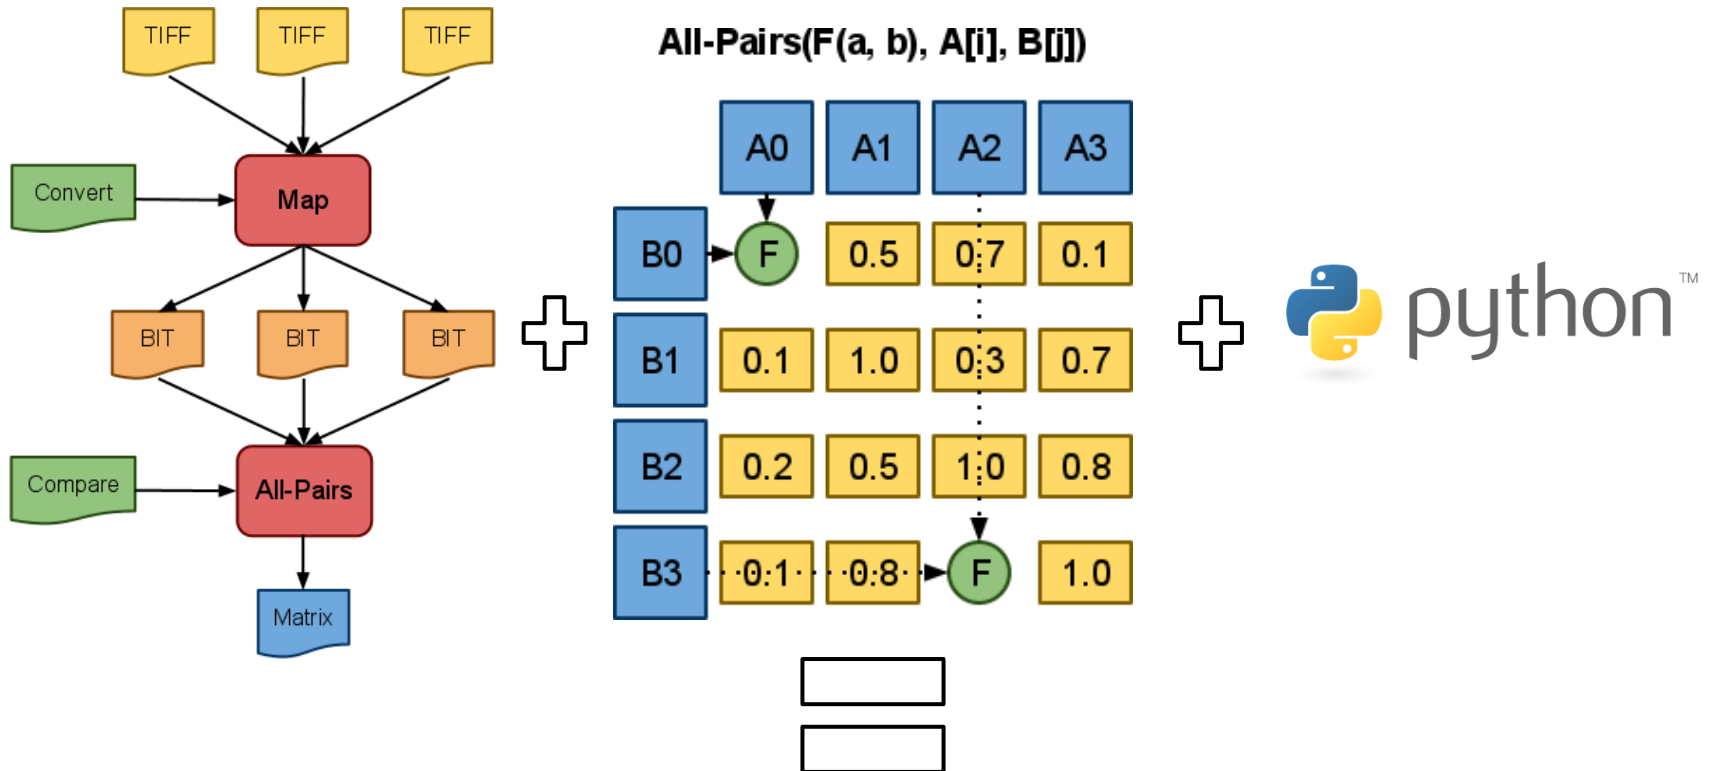 TIFF TIFF TIFF
Convert
Map
BIT BIT BIT
Compare
All-Pairs
Matrix
All-Pairs(F(a, b), A[i], B[j])
A0 A1 A2 A3
B0 F 0.5 0.7 0.1
B1 0.1 1.0 0.3 0.7
B2 0.2 0.5 1.0 0.8
B3 0.1 0.8 F 1.0
python™